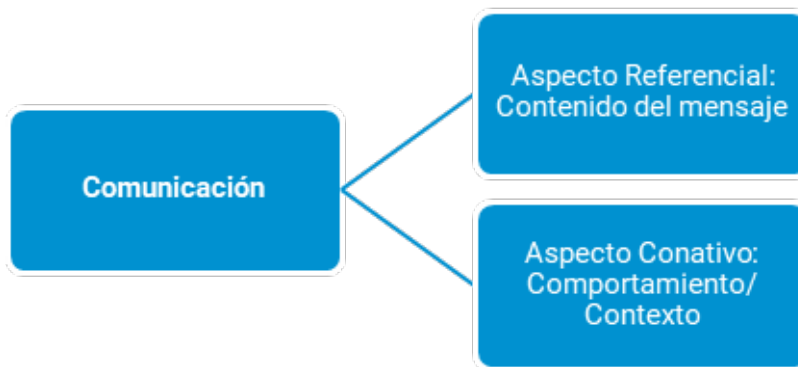 Comunicación
Aspecto Referencial:
Contenido del mensaje
Aspecto Conativo:
Comportamiento/
Contexto